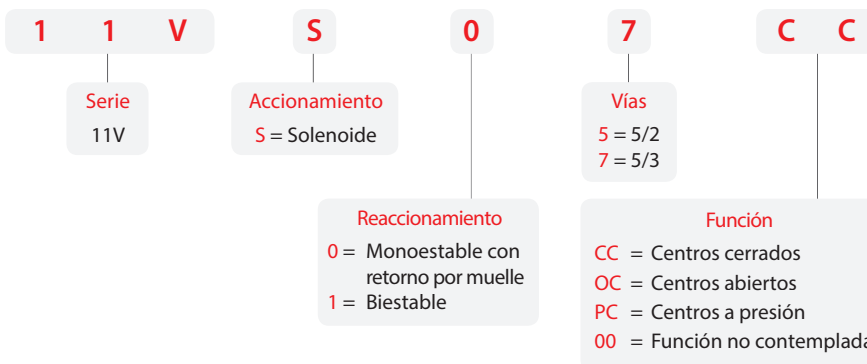 1 1 V S 0 7 C C
Serie
11V
Accionamiento
S = Solenoide
Vías
5 = 5/2
7 = 5/3
Reaccionamiento
0 = Monoestable con
retorno por muelle
1 = Biestable
Función
CC = Centros cerrados
OC = Centros abiertos
PC = Centros a presión
00 = Función no contemplada